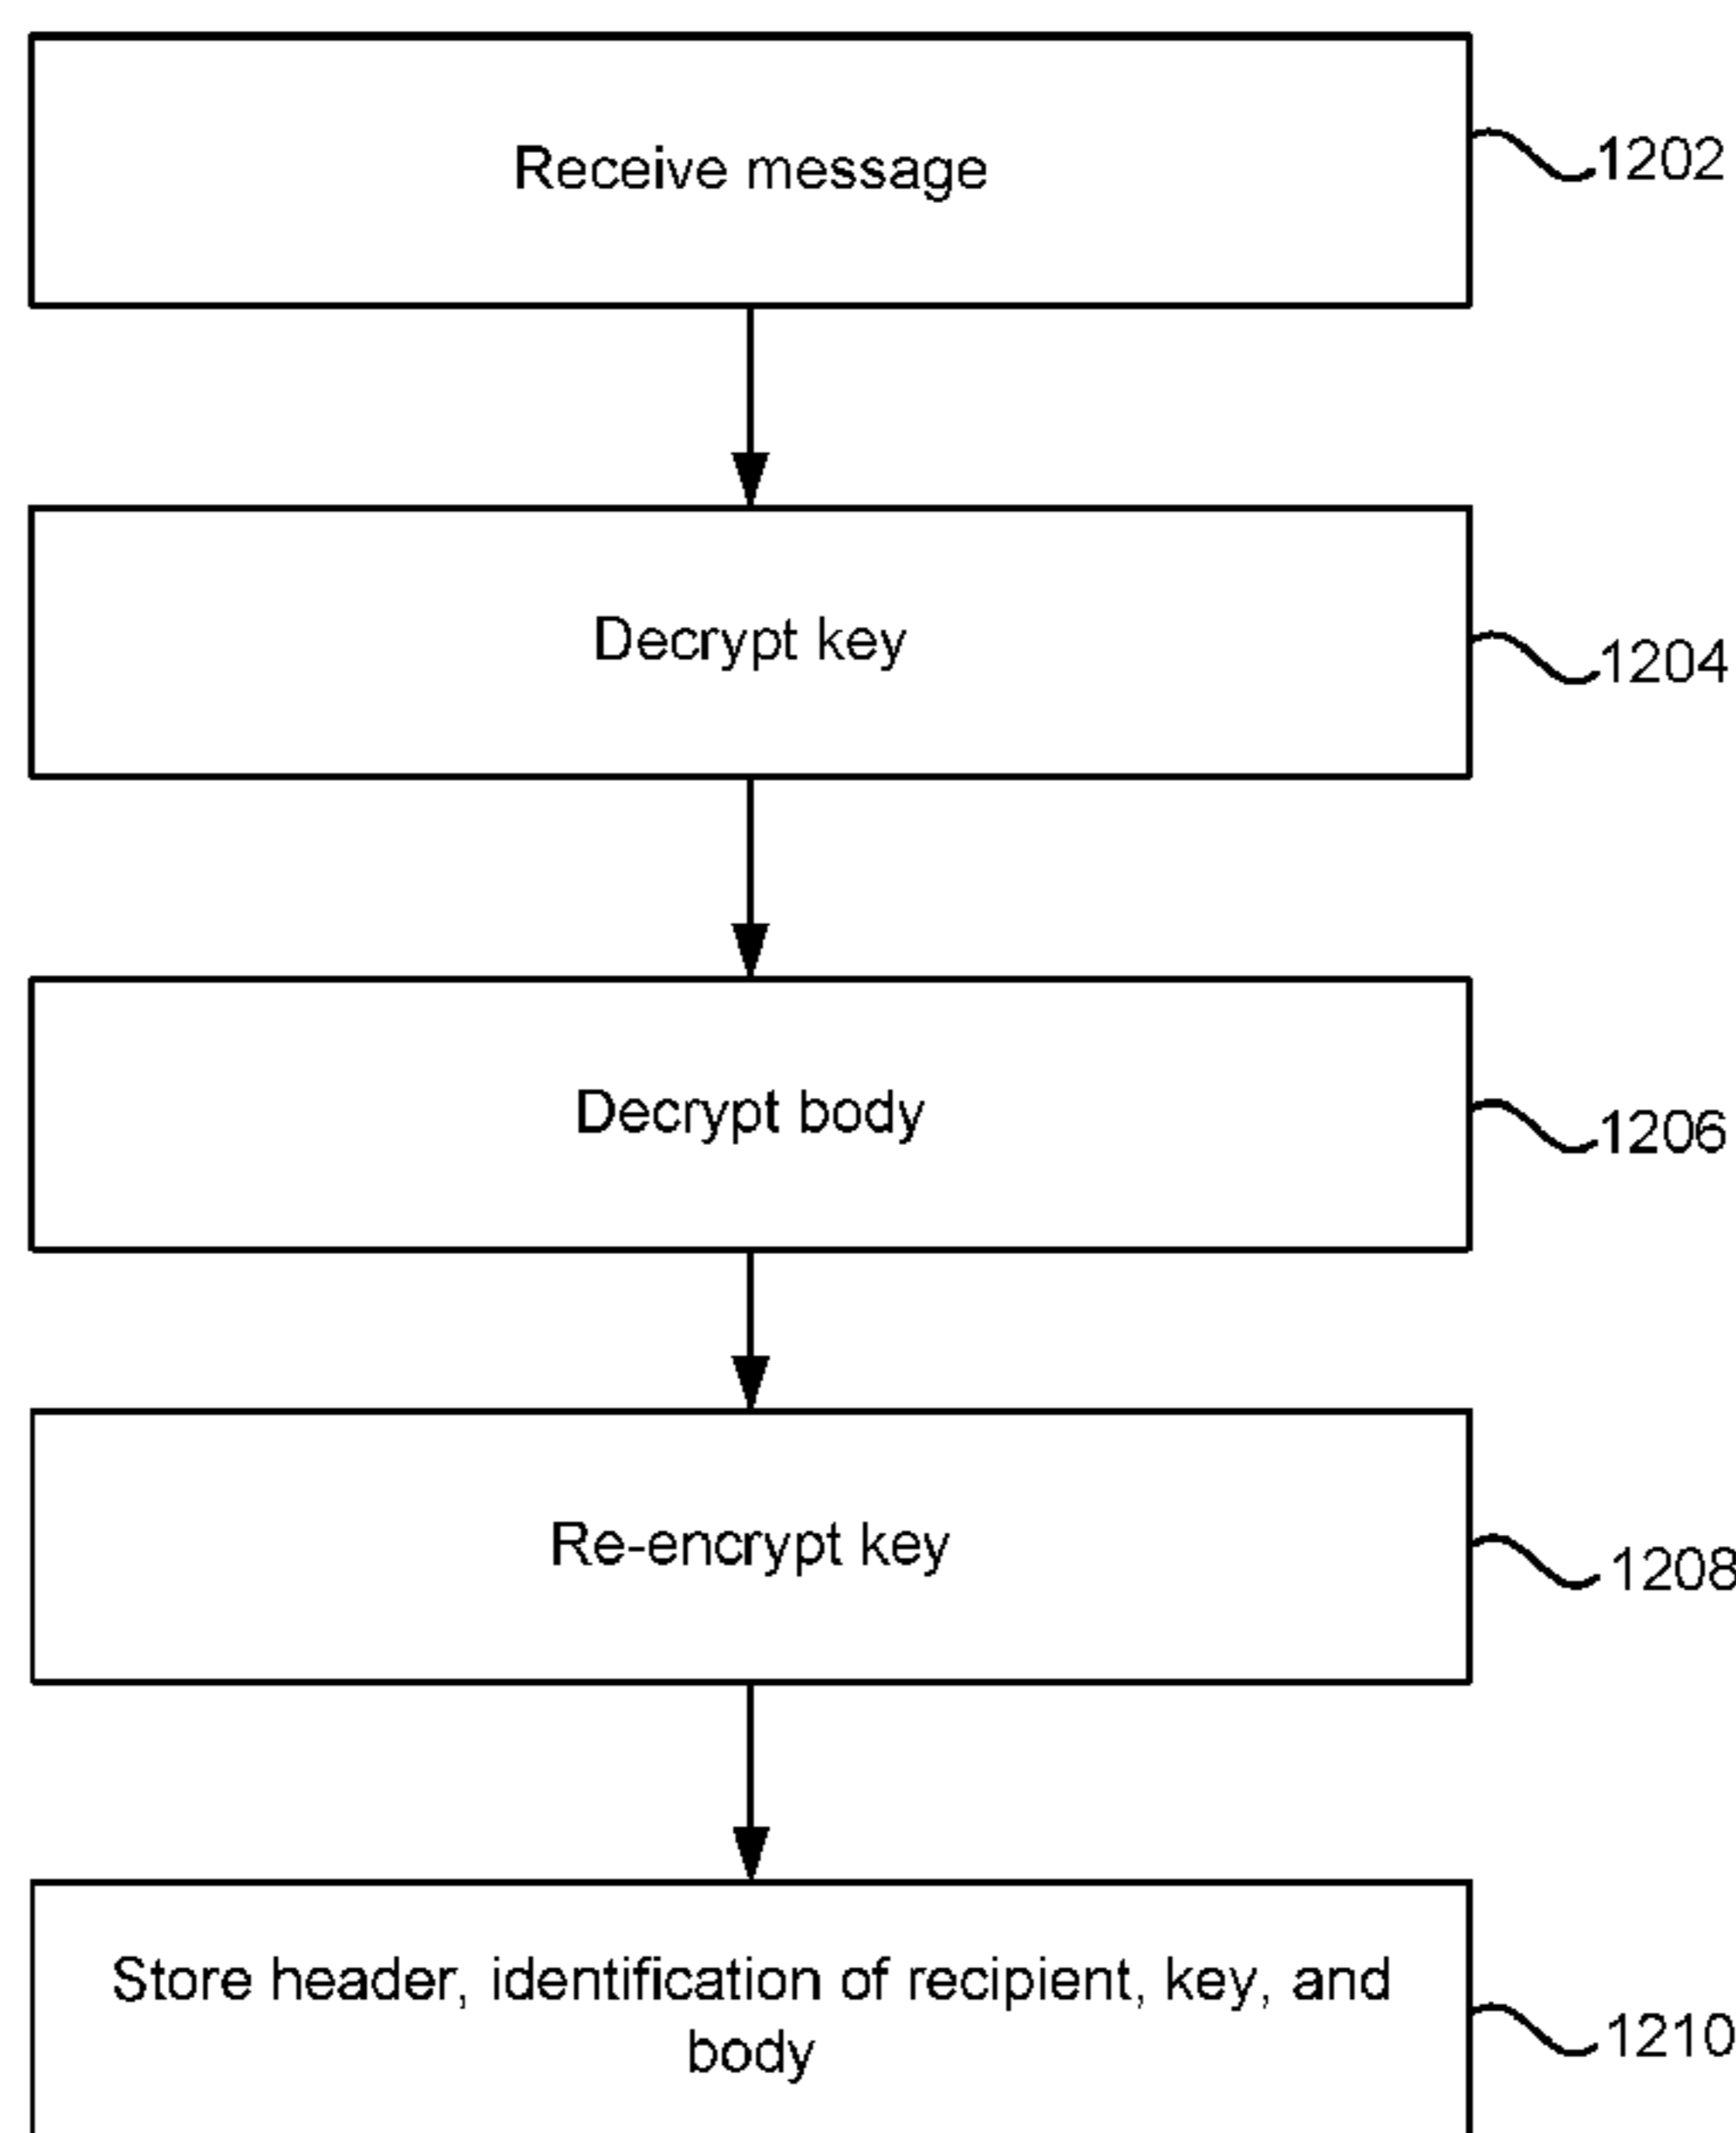 Receive message
1202
Decrypt key
1204
Decrypt body
1206
Re-encrypt key
1208
Store header, identification of recipient, key, and
body
1210